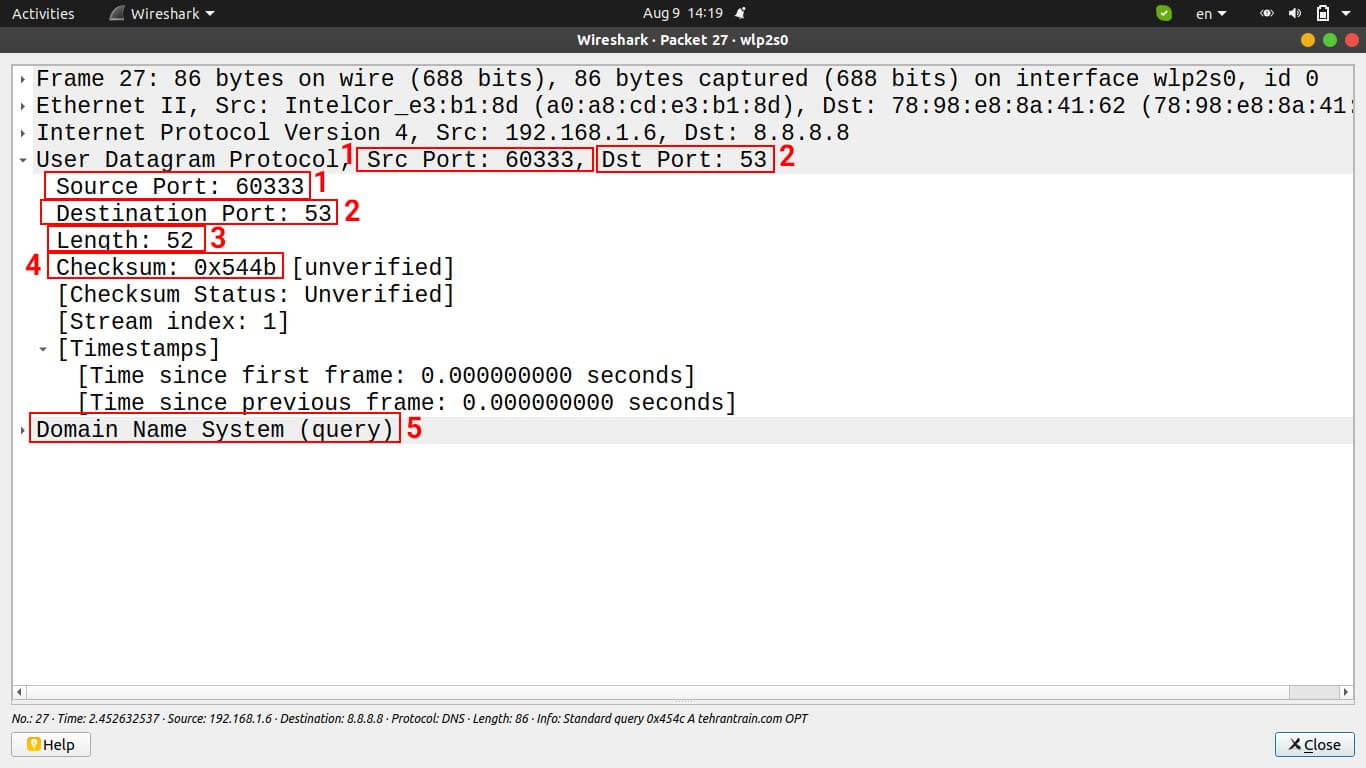 Activities Wireshark Aug 9 14:19 en
Wireshark · Packet 27 · wlp2s0
Frame 27: 86 bytes on wire (688 bits), 86 bytes captured (688 bits) on interface wlp2s0, id 0
Ethernet II, Src: IntelCor_e3:b1:8d (a0:a8:cd:e3:b1:8d), Dst: 78:98:e8:8a:41:62 (78:98:e8:8a:41:
Internet Protocol Version 4, Src: 192.168.1.6, Dst: 8.8.8.8
User Datagram Protocol, 1 Src Port: 60333, Dst Port: 53 2
Source Port: 60333 1
Destination Port: 53 2
Length: 52 3
4 Checksum: 0x544b [unverified]
[Checksum Status: Unverified]
[Stream index: 1]
[Timestamps]
[Time since first frame: 0.000000000 seconds]
[Time since previous frame: 0.000000000 seconds]
Domain Name System (query) 5
No.: 27 · Time: 2.452632537 · Source: 192.168.1.6 · Destination: 8.8.8.8 · Protocol: DNS · Length: 86 · Info: Standard query 0x454c A tehrantrain.com OPT
Help Close